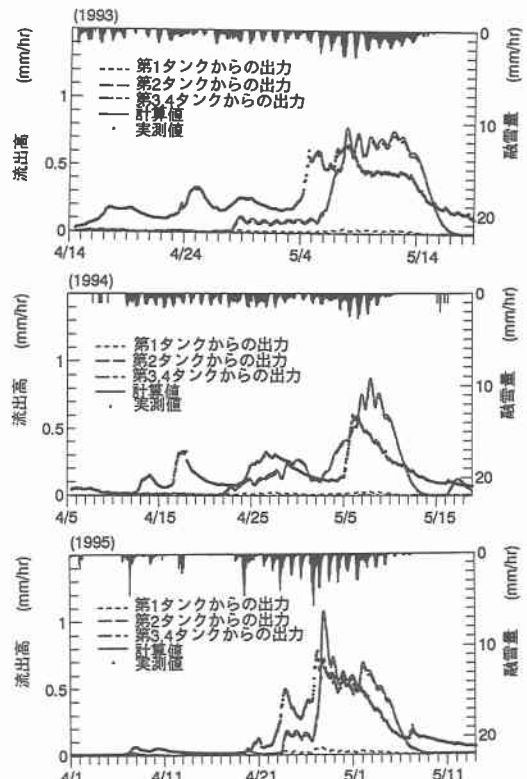 (1993)
(mm/hr)
流出高
1
0.5
0
第1タンクからの出力
第2タンクからの出力
第3,4タンクからの出力
計算値
実測値
0
10
20
(mm/hr)
融雪量
4/14 4/24 5/4 5/14
(1994)
(mm/hr)
流出高
1
0.5
0
第1タンクからの出力
第2タンクからの出力
第3,4タンクからの出力
計算値
実測値
0
10
20
(mm/hr)
融雪量
4/5 4/15 4/25 5/5 5/15
(1995)
(mm/hr)
流出高
1
0.5
0
第1タンクからの出力
第2タンクからの出力
第3,4タンクからの出力
計算値
実測値
0
10
20
(mm/hr)
融雪量
4/1 4/11 4/21 5/1 5/11